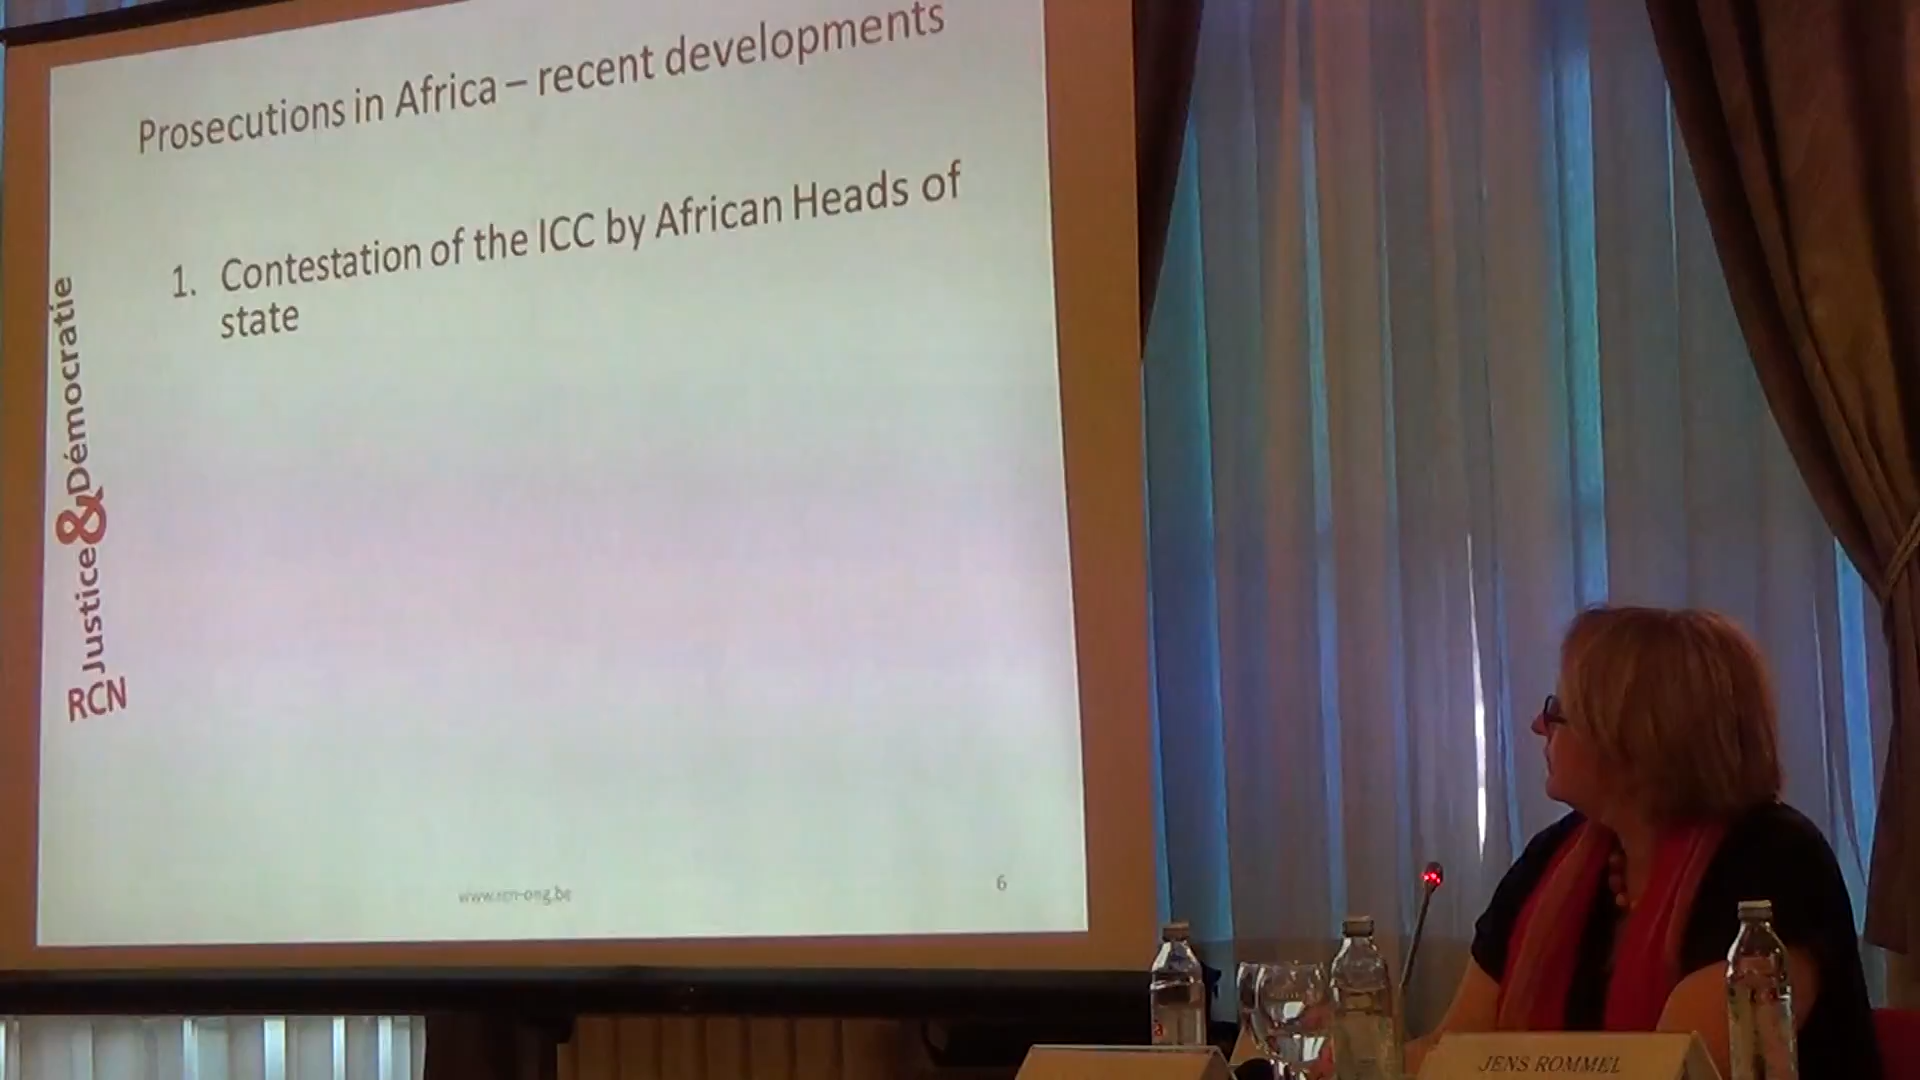 Prosecutions in Africa – recent developments
1. Contestation of the ICC by African Heads of
state
RCN Justice&Démocratie
www.rcn-ong.be
6
JENS ROMMEL